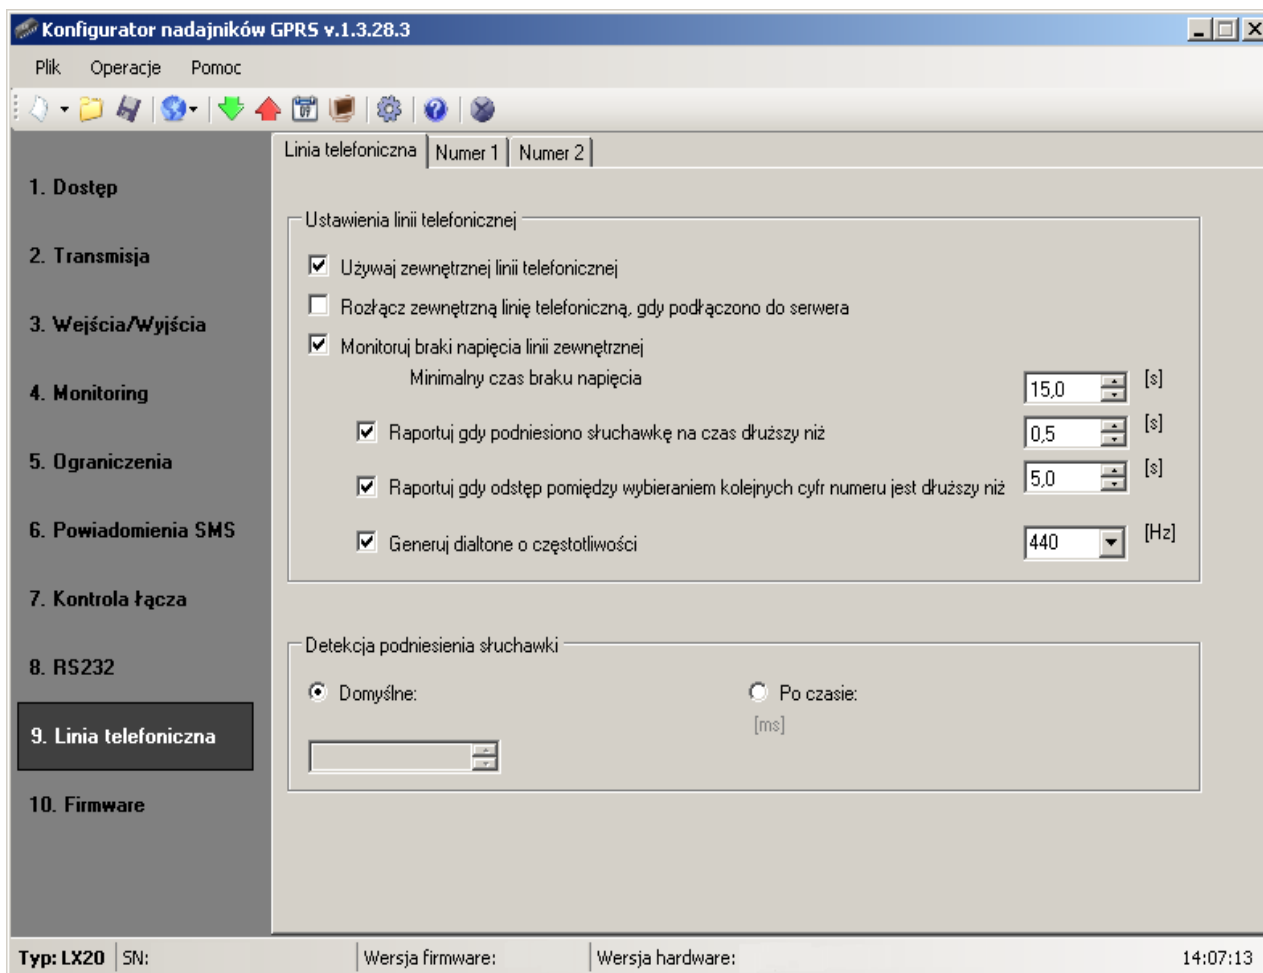 Konfigurator nadajników GPRS v.1.3.28.3
Plik Operacje Pomoc
Linia telefoniczna Numer 1 Numer 2
1. Dostęp
2. Transmisja
3. Wejścia/Wyjścia
4. Monitoring
5. Ograniczenia
6. Powiadomienia SMS
7. Kontrola łącza
8. RS232
9. Linia telefoniczna
10. Firmware
Ustawienia linii telefonicznej
Używaj zewnętrznej linii telefonicznej
Rozłącz zewnętrzną linię telefoniczną, gdy podłączono do serwera
Monitoruj braki napięcia linii zewnętrznej
Minimalny czas braku napięcia 15,0 [s]
Raportuj gdy podniesiono słuchawkę na czas dłuższy niż 0,5 [s]
Raportuj gdy odstęp pomiędzy wybieraniem kolejnych cyfr numeru jest dłuższy niż 5,0 [s]
Generuj dialtone o częstotliwości 440 [Hz]
Detekcja podniesienia słuchawki
Domyślne: Po czasie:
[ms]
Typ: LX20 SN: Wersja firmware: Wersja hardware: 14:07:13